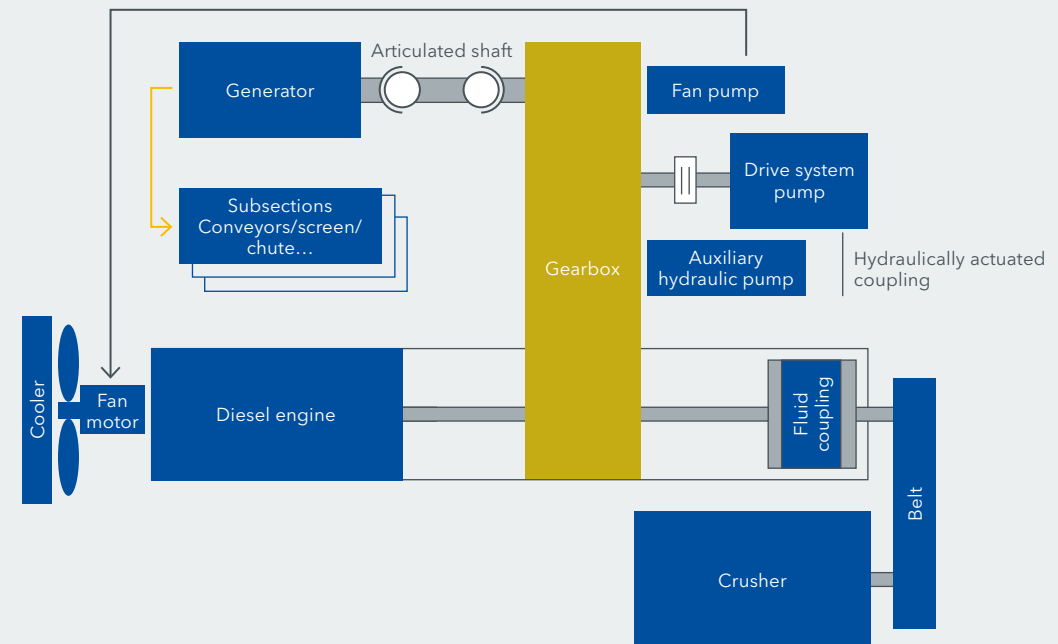 Articulated shaft
Generator
Fan pump
Drive system
pump
Subsections
Conveyors/screen/
chute…
Gearbox
Auxiliary
hydraulic pump
Hydraulically actuated
coupling
Cooler
Fan
motor
Diesel engine
Fluid
coupling
Belt
Crusher